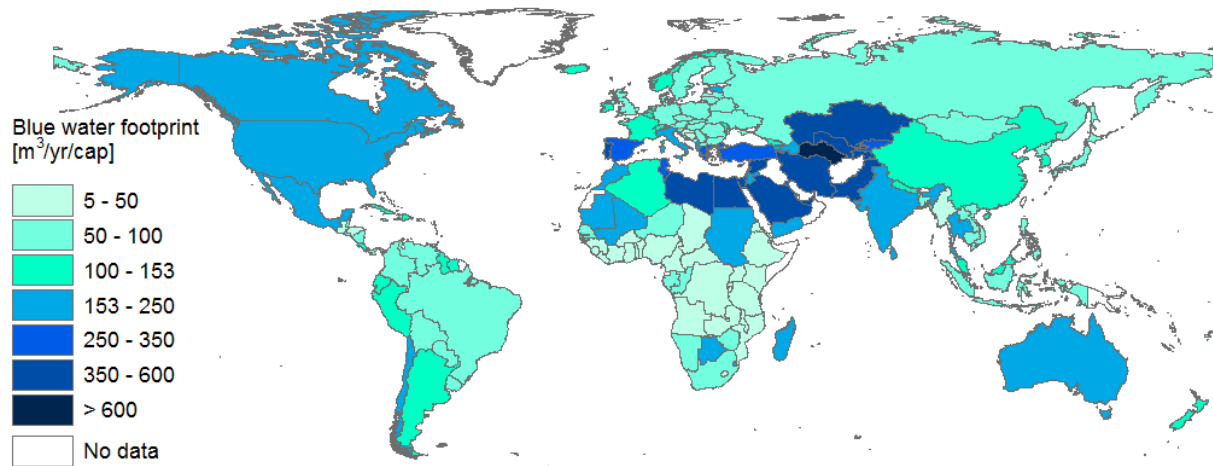 Blue water footprint
[m³/yr/cap]
5 - 50
50 - 100
100 - 153
153 - 250
250 - 350
350 - 600
> 600
No data